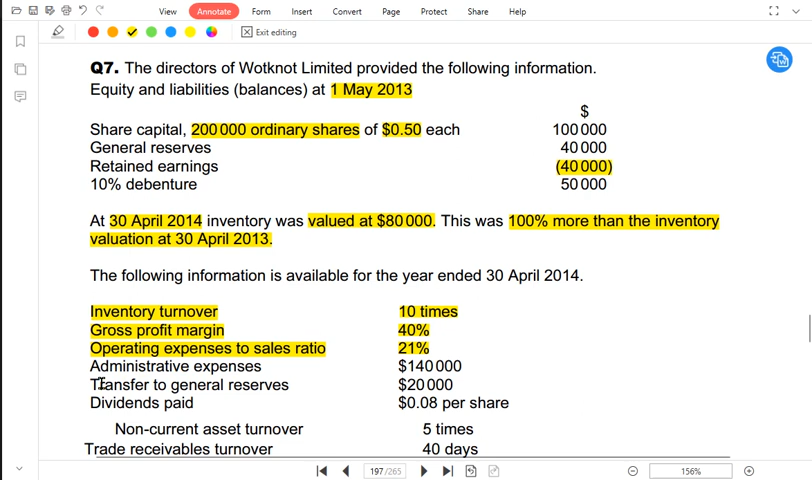 View Annotate Form Insert Convert Page Protect Share Help
Exit editing
Q7. The directors of Wotknot Limited provided the following information.
Equity and liabilities (balances) at 1 May 2013
$
Share capital, 200 000 ordinary shares of $0.50 each 100 000
General reserves 40 000
Retained earnings (40 000)
10% debenture 50 000
At 30 April 2014 inventory was valued at $80 000. This was 100% more than the inventory
valuation at 30 April 2013.
The following information is available for the year ended 30 April 2014.
Inventory turnover 10 times
Gross profit margin 40%
Operating expenses to sales ratio 21%
Administrative expenses $140 000
Transfer to general reserves $20 000
Dividends paid $0.08 per share
Non-current asset turnover 5 times
Trade receivables turnover 40 days
197/265 156%